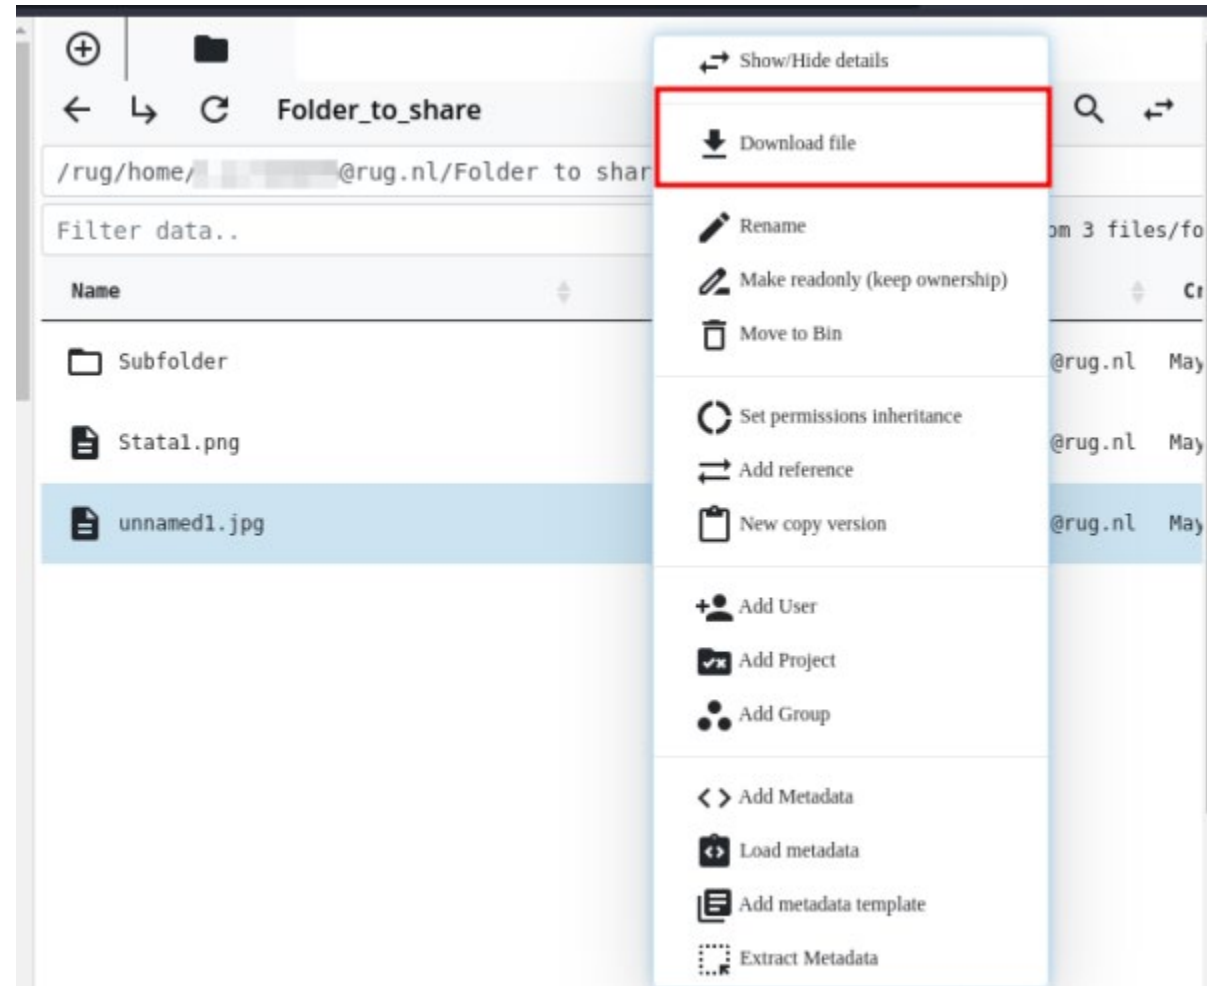 Folder_to_share
/rug/home/ @rug.nl/Folder to shar
Filter data..
om 3 files/fo
Name
Cr
Subfolder
@rug.nl May
Stata1.png
@rug.nl May
unnamed1.jpg
@rug.nl May
Show/Hide details
Download file
Rename
Make readonly (keep ownership)
Move to Bin
Set permissions inheritance
Add reference
New copy version
Add User
Add Project
Add Group
Add Metadata
Load metadata
Add metadata template
Extract Metadata